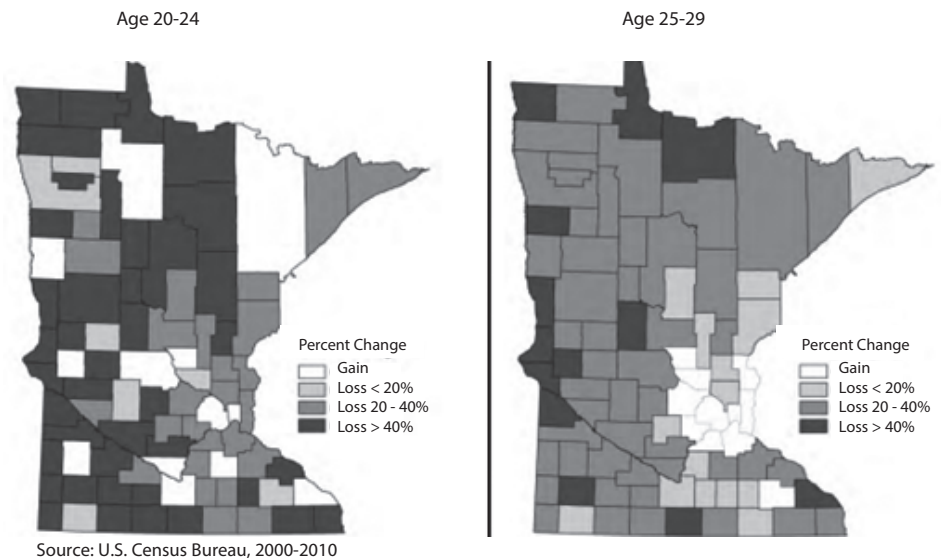 Age 20-24
Age 25-29
Percent Change
Gain
Loss < 20%
Loss 20 - 40%
Loss > 40%
Percent Change
Gain
Loss < 20%
Loss 20 - 40%
Loss > 40%
Source: U.S. Census Bureau, 2000-2010